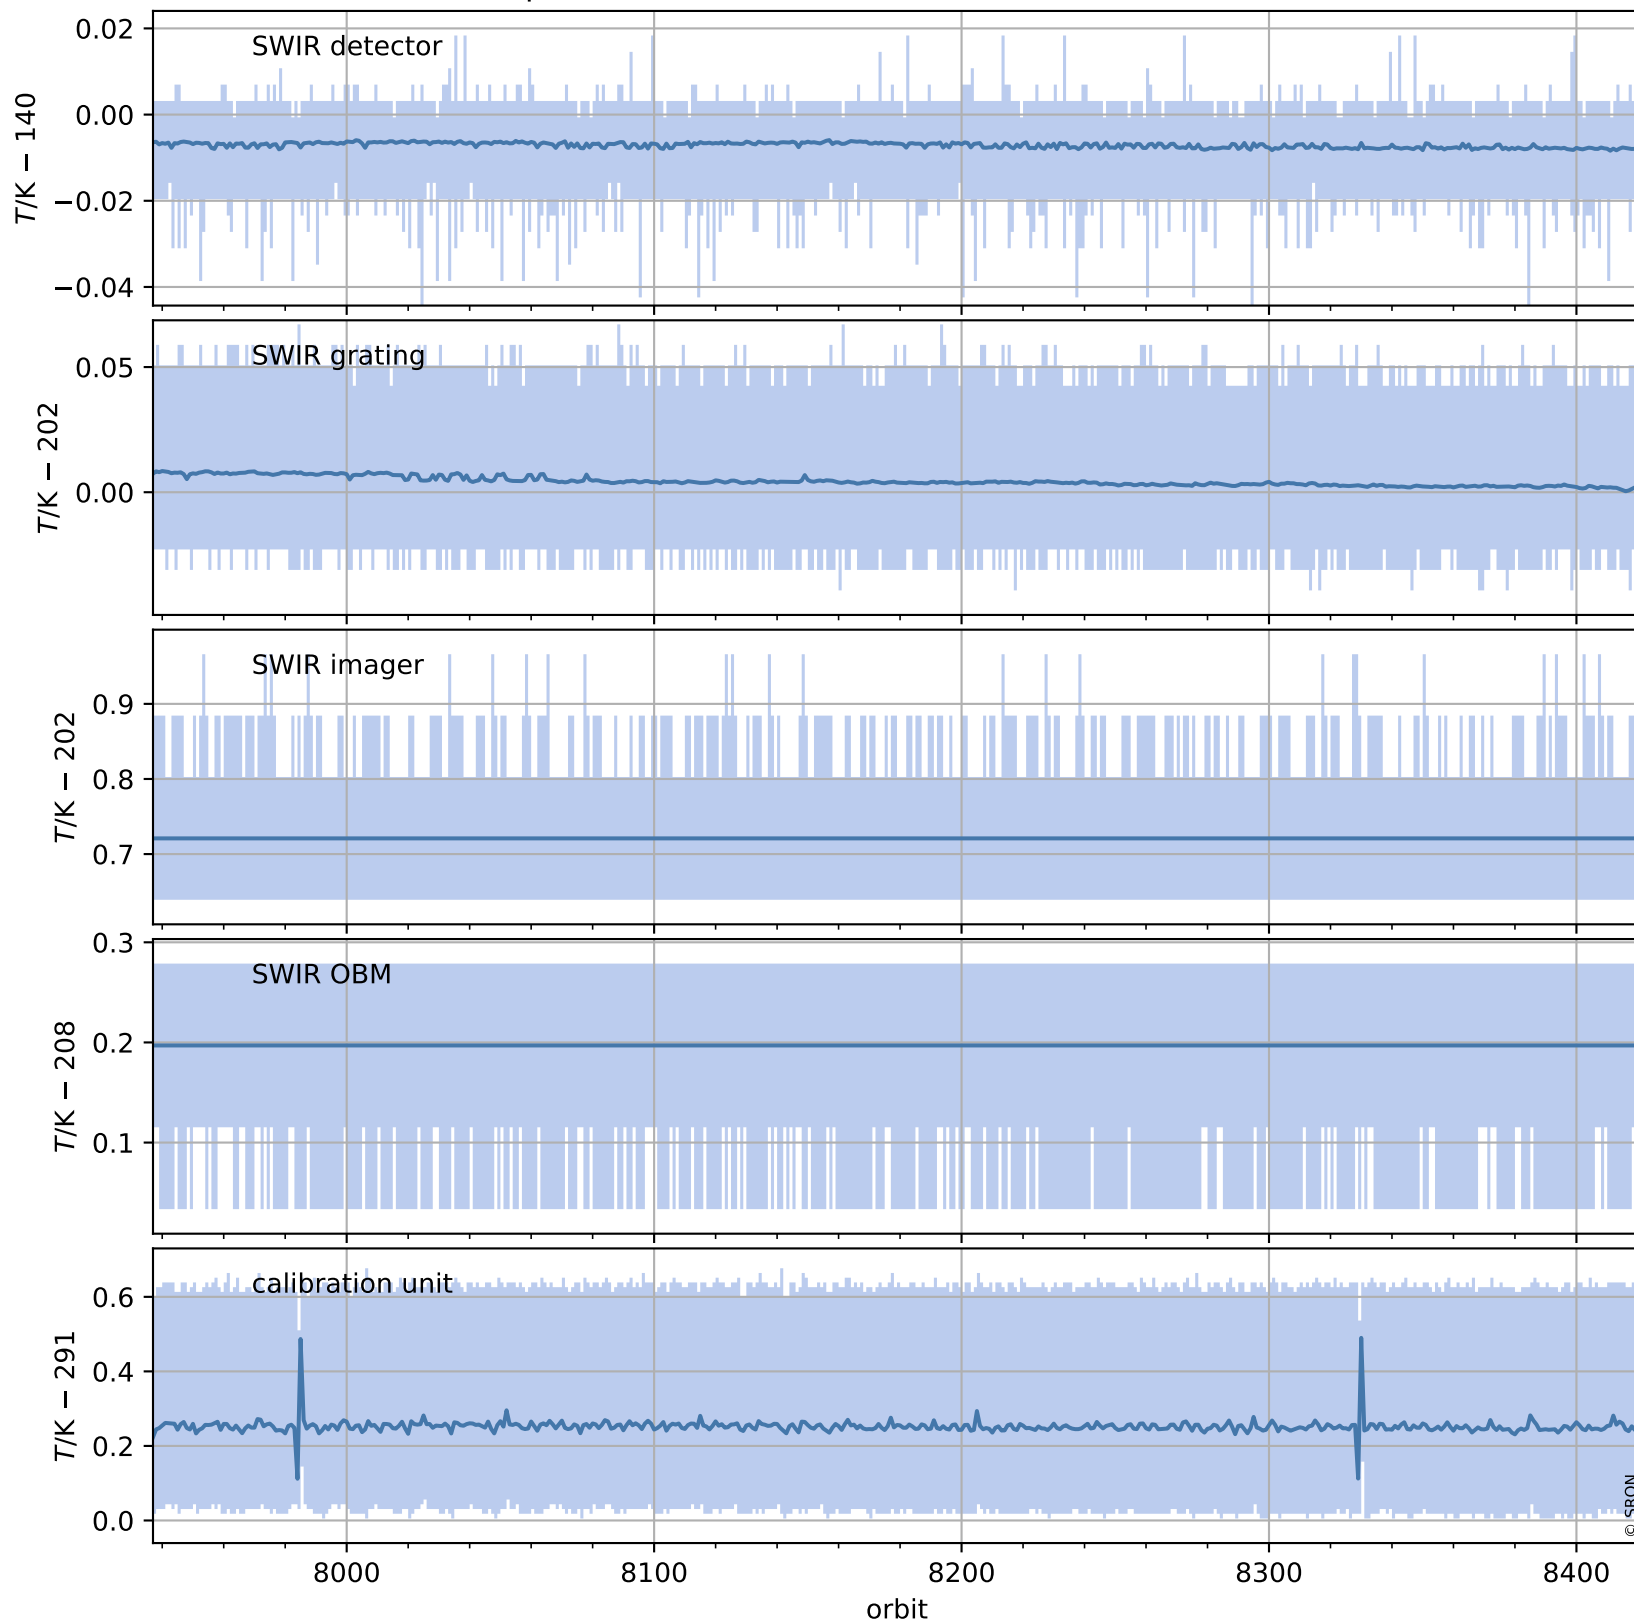 SWIR detector
0.02
0.00
−0.02
−0.04
T/K − 140
SWIR grating
0.05
0.00
T/K − 202
SWIR imager
0.9
0.8
0.7
T/K − 202
SWIR OBM
0.3
0.2
0.1
T/K − 208
calibration unit
0.6
0.4
0.2
0.0
T/K − 291
© SRON
8000 8100 8200 8300 8400
orbit